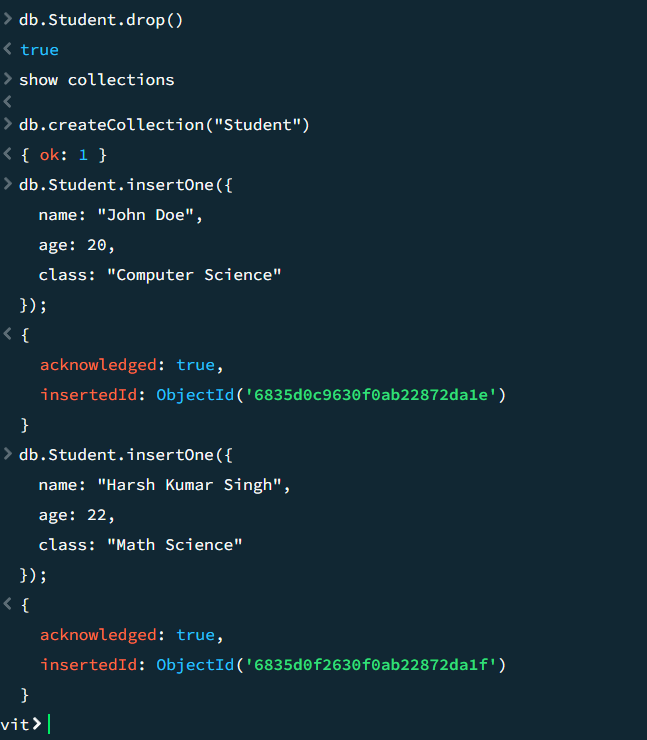 > db.Student.drop()
< true
> show collections
<
> db.createCollection("Student")
< { ok: 1 }
> db.Student.insertOne({
    name: "John Doe",
    age: 20,
    class: "Computer Science"
  });
< {
    acknowledged: true,
    insertedId: ObjectId('6835d0c9630f0ab22872da1e')
  }
> db.Student.insertOne({
    name: "Harsh Kumar Singh",
    age: 22,
    class: "Math Science"
  });
< {
    acknowledged: true,
    insertedId: ObjectId('6835d0f2630f0ab22872da1f')
  }
vit>